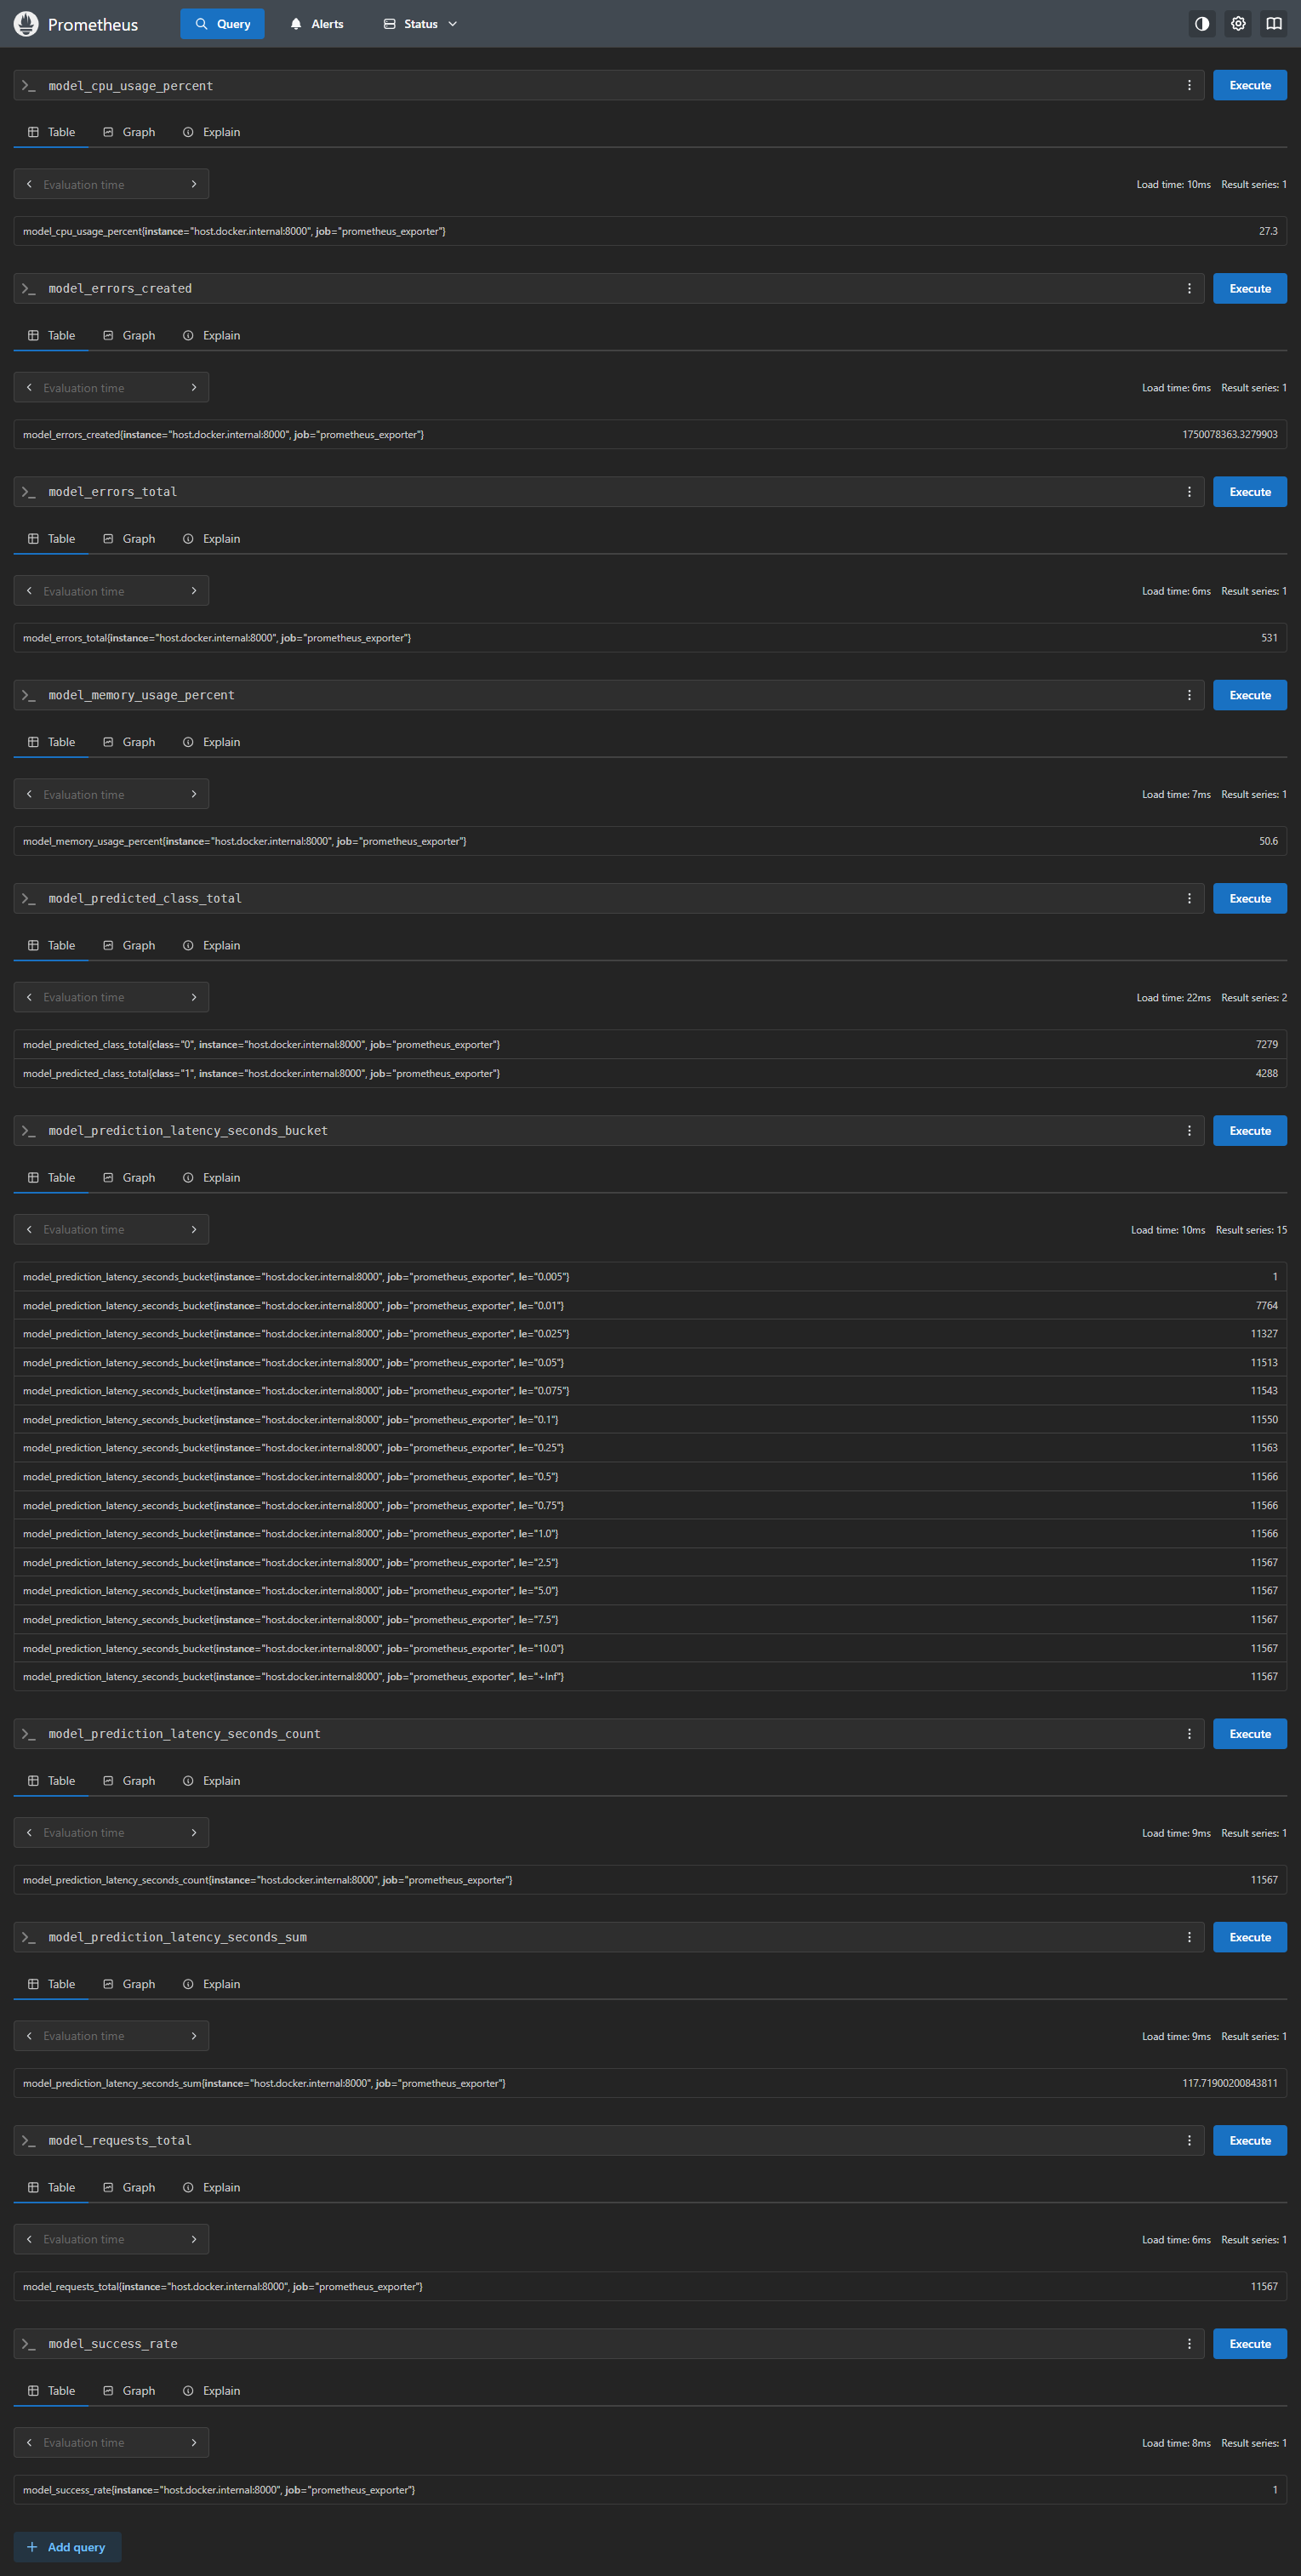 Prometheus Query Alerts Status
model_cpu_usage_percent Execute
Table Graph Explain
Evaluation time Load time: 10ms Result series: 1
model_cpu_usage_percent{instance="host.docker.internal:8000", job="prometheus_exporter"} 27.3
model_errors_created Execute
Table Graph Explain
Evaluation time Load time: 6ms Result series: 1
model_errors_created{instance="host.docker.internal:8000", job="prometheus_exporter"} 1750078363.3279903
model_errors_total Execute
Table Graph Explain
Evaluation time Load time: 6ms Result series: 1
model_errors_total{instance="host.docker.internal:8000", job="prometheus_exporter"} 531
model_memory_usage_percent Execute
Table Graph Explain
Evaluation time Load time: 7ms Result series: 1
model_memory_usage_percent{instance="host.docker.internal:8000", job="prometheus_exporter"} 50.6
model_predicted_class_total Execute
Table Graph Explain
Evaluation time Load time: 22ms Result series: 2
model_predicted_class_total{class="0", instance="host.docker.internal:8000", job="prometheus_exporter"} 7279
model_predicted_class_total{class="1", instance="host.docker.internal:8000", job="prometheus_exporter"} 4288
model_prediction_latency_seconds_bucket Execute
Table Graph Explain
Evaluation time Load time: 10ms Result series: 15
model_prediction_latency_seconds_bucket{instance="host.docker.internal:8000", job="prometheus_exporter", le="0.005"} 1
model_prediction_latency_seconds_bucket{instance="host.docker.internal:8000", job="prometheus_exporter", le="0.01"} 7764
model_prediction_latency_seconds_bucket{instance="host.docker.internal:8000", job="prometheus_exporter", le="0.025"} 11327
model_prediction_latency_seconds_bucket{instance="host.docker.internal:8000", job="prometheus_exporter", le="0.05"} 11513
model_prediction_latency_seconds_bucket{instance="host.docker.internal:8000", job="prometheus_exporter", le="0.075"} 11543
model_prediction_latency_seconds_bucket{instance="host.docker.internal:8000", job="prometheus_exporter", le="0.1"} 11550
model_prediction_latency_seconds_bucket{instance="host.docker.internal:8000", job="prometheus_exporter", le="0.25"} 11563
model_prediction_latency_seconds_bucket{instance="host.docker.internal:8000", job="prometheus_exporter", le="0.5"} 11566
model_prediction_latency_seconds_bucket{instance="host.docker.internal:8000", job="prometheus_exporter", le="0.75"} 11566
model_prediction_latency_seconds_bucket{instance="host.docker.internal:8000", job="prometheus_exporter", le="1.0"} 11566
model_prediction_latency_seconds_bucket{instance="host.docker.internal:8000", job="prometheus_exporter", le="2.5"} 11567
model_prediction_latency_seconds_bucket{instance="host.docker.internal:8000", job="prometheus_exporter", le="5.0"} 11567
model_prediction_latency_seconds_bucket{instance="host.docker.internal:8000", job="prometheus_exporter", le="7.5"} 11567
model_prediction_latency_seconds_bucket{instance="host.docker.internal:8000", job="prometheus_exporter", le="10.0"} 11567
model_prediction_latency_seconds_bucket{instance="host.docker.internal:8000", job="prometheus_exporter", le="+Inf"} 11567
model_prediction_latency_seconds_count Execute
Table Graph Explain
Evaluation time Load time: 9ms Result series: 1
model_prediction_latency_seconds_count{instance="host.docker.internal:8000", job="prometheus_exporter"} 11567
model_prediction_latency_seconds_sum Execute
Table Graph Explain
Evaluation time Load time: 9ms Result series: 1
model_prediction_latency_seconds_sum{instance="host.docker.internal:8000", job="prometheus_exporter"} 117.71900200843811
model_requests_total Execute
Table Graph Explain
Evaluation time Load time: 6ms Result series: 1
model_requests_total{instance="host.docker.internal:8000", job="prometheus_exporter"} 11567
model_success_rate Execute
Table Graph Explain
Evaluation time Load time: 8ms Result series: 1
model_success_rate{instance="host.docker.internal:8000", job="prometheus_exporter"} 1
Add query